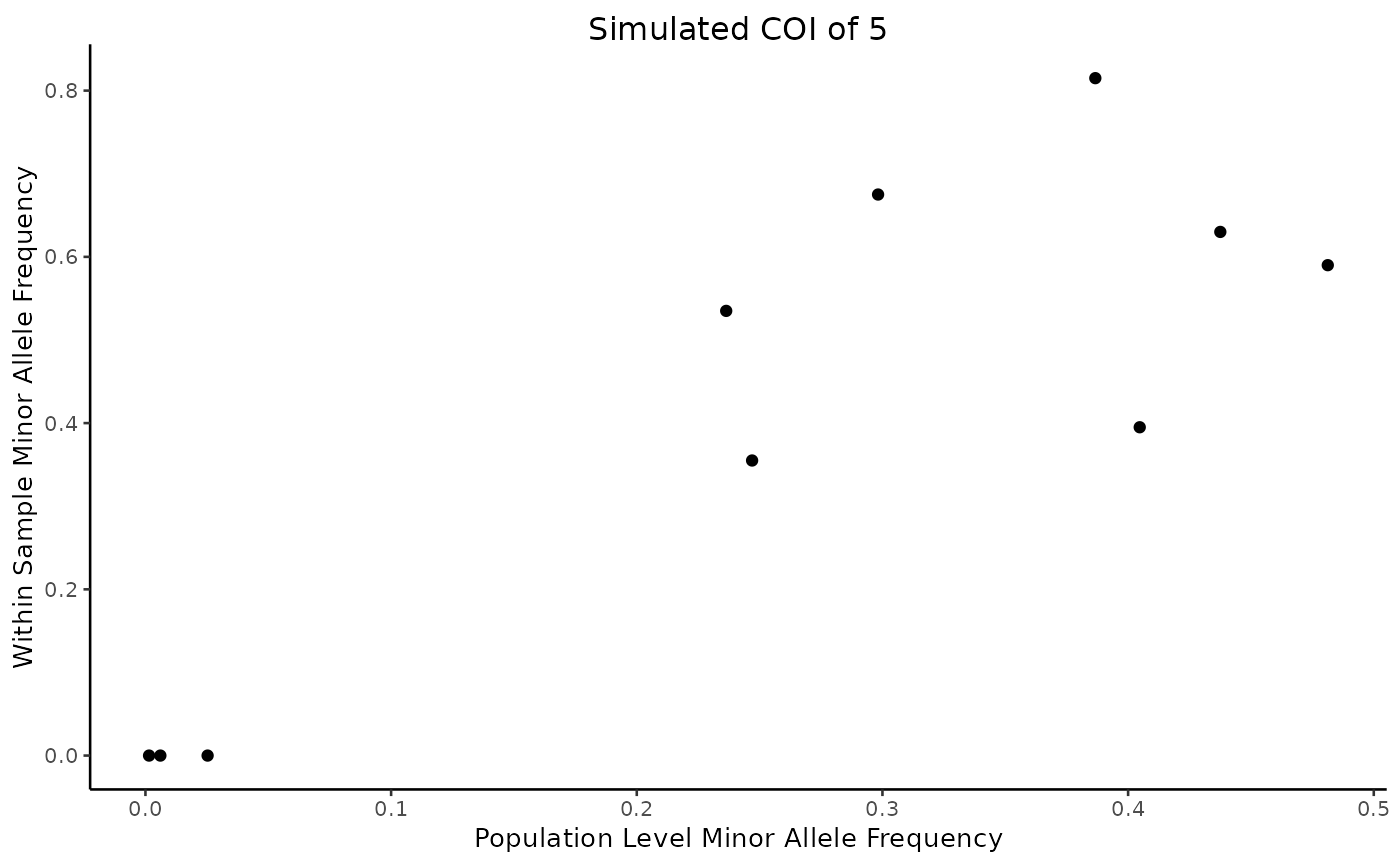 Simulated COI of 5
Within Sample Minor Allele Frequency
0.8
0.6
0.4
0.2
0.0
0.0 0.1 0.2 0.3 0.4 0.5
Population Level Minor Allele Frequency